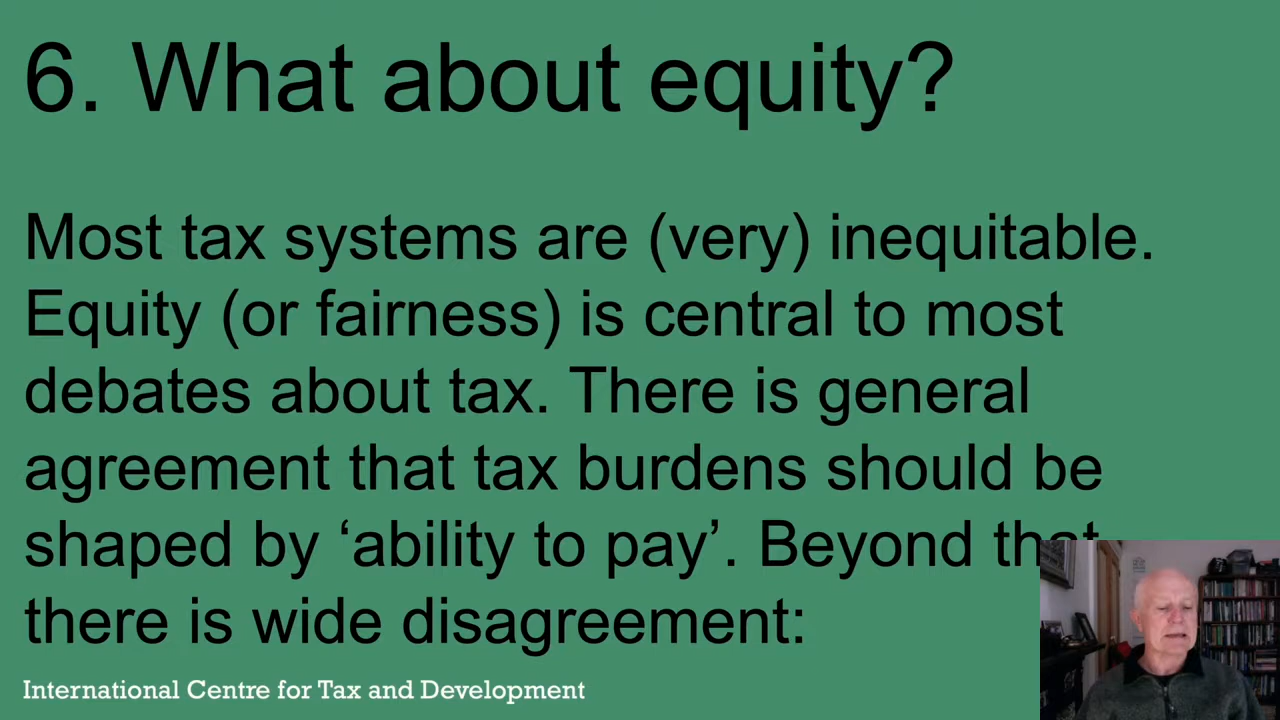 6. What about equity?
Most tax systems are (very) inequitable.
Equity (or fairness) is central to most
debates about tax. There is general
agreement that tax burdens should be
shaped by ‘ability to pay’. Beyond that
there is wide disagreement:
International Centre for Tax and Development